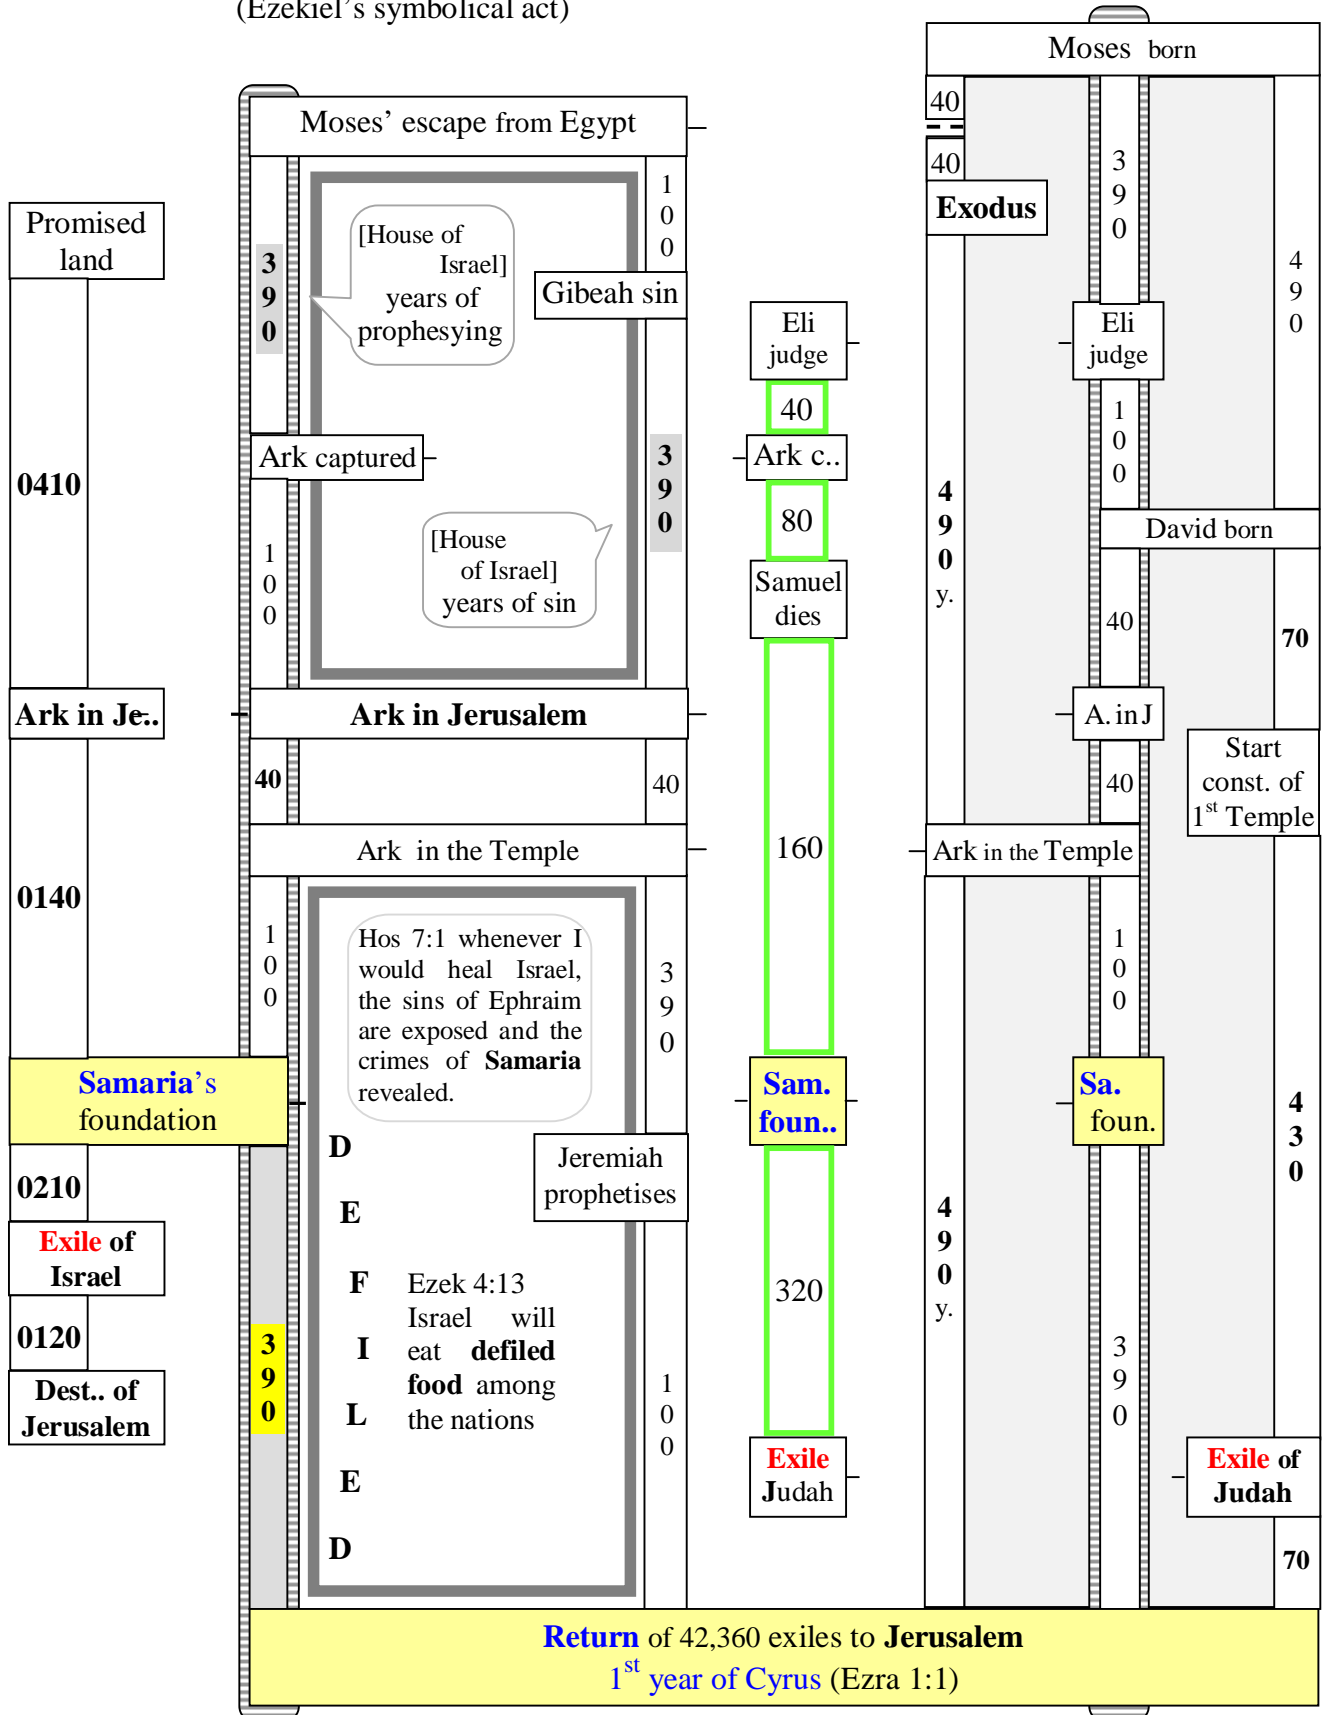 (Ezekiel's symbolical act)
Promised
land
0410
Ark in Je..
0140
Samaria's
foundation
0210
Exile of
Israel
0120
Dest.. of
Jerusalem
Moses' escape from Egypt
3
9
0
[House of
Israel]
years of
prophesying
1
0
0
Gibeah sin
Ark captured
3
9
0
1
0
0
[House
of Israel]
years of sin
Ark in Jerusalem
40
40
Ark in the Temple
1
0
0
Hos 7:1 whenever I
would heal Israel,
the sins of Ephraim
are exposed and the
crimes of Samaria
revealed.
3
9
0
D
E
F
I
L
E
D
Jeremiah
prophetises
Ezek 4:13
Israel will
eat defiled
food among
the nations
3
9
0
1
0
0
Eli
judge
40
Ark c..
80
Samuel
dies
160
Sam.
foun..
320
Exile
Judah
Moses born
40
40
Exodus
4
9
0
y.
Ark in the Temple
4
9
0
y.
3
9
0
Eli
judge
1
0
0
David born
40
A. in J
40
1
0
0
Sa.
foun.
3
9
0
4
9
0
70
Start
const. of
1st Temple
4
3
0
Exile of
Judah
70
Return of 42,360 exiles to Jerusalem
1st year of Cyrus (Ezra 1:1)